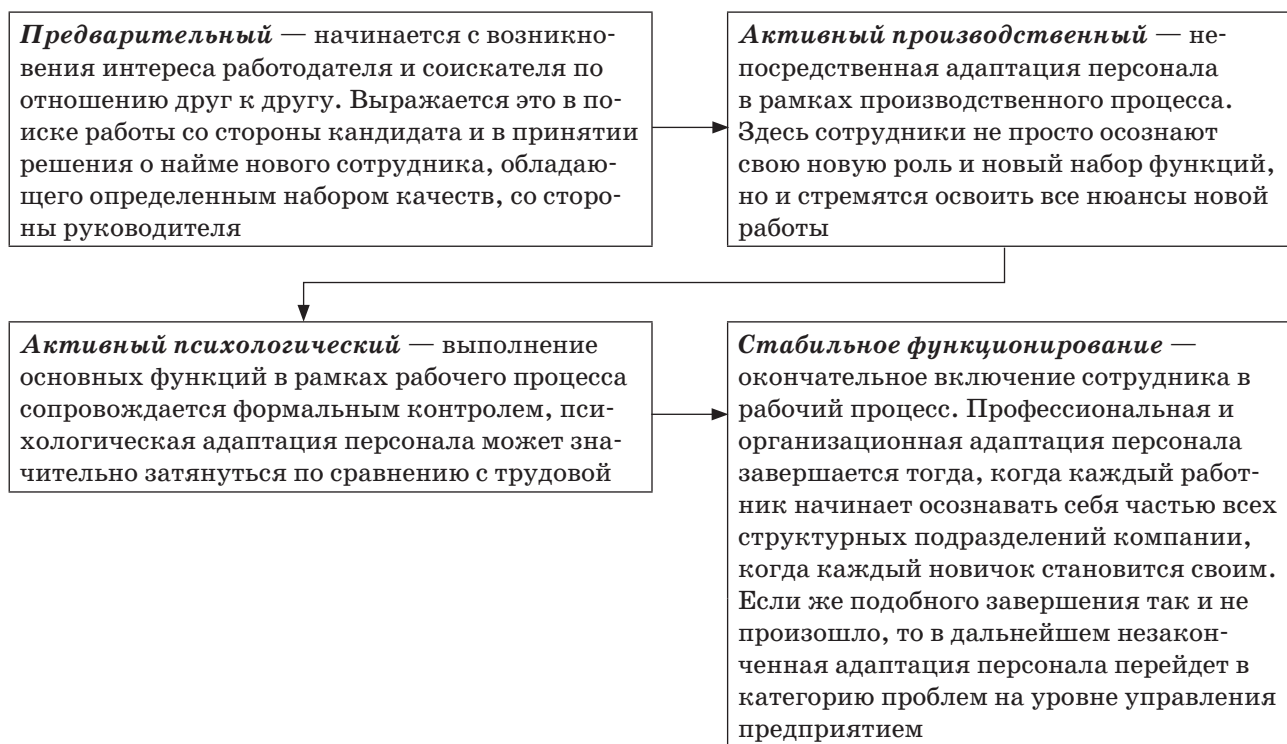 Предварительный — начинается с возникно-
вения интереса работодателя и соискателя по
отношению друг к другу. Выражается это в по-
иске работы со стороны кандидата и в принятии
решения о найме нового сотрудника, обладаю-
щего определенным набором качеств, со сторо-
ны руководителя
Активный производственный — не-
посредственная адаптация персонала
в рамках производственного процесса.
Здесь сотрудники не просто осознают
свою новую роль и новый набор функций,
но и стремятся освоить все нюансы новой
работы
Активный психологический — выполнение
основных функций в рамках рабочего процесса
сопровождается формальным контролем, пси-
хологическая адаптация персонала может зна-
чительно затянуться по сравнению с трудовой
Стабильное функционирование —
окончательное включение сотрудника в
рабочий процесс. Профессиональная и
организационная адаптация персонала
завершается тогда, когда каждый работ-
ник начинает осознавать себя частью всех
структурных подразделений компании,
когда каждый новичок становится своим.
Если же подобного завершения так и не
произошло, то в дальнейшем незакон-
ченная адаптация персонала перейдет в
категорию проблем на уровне управления
предприятием